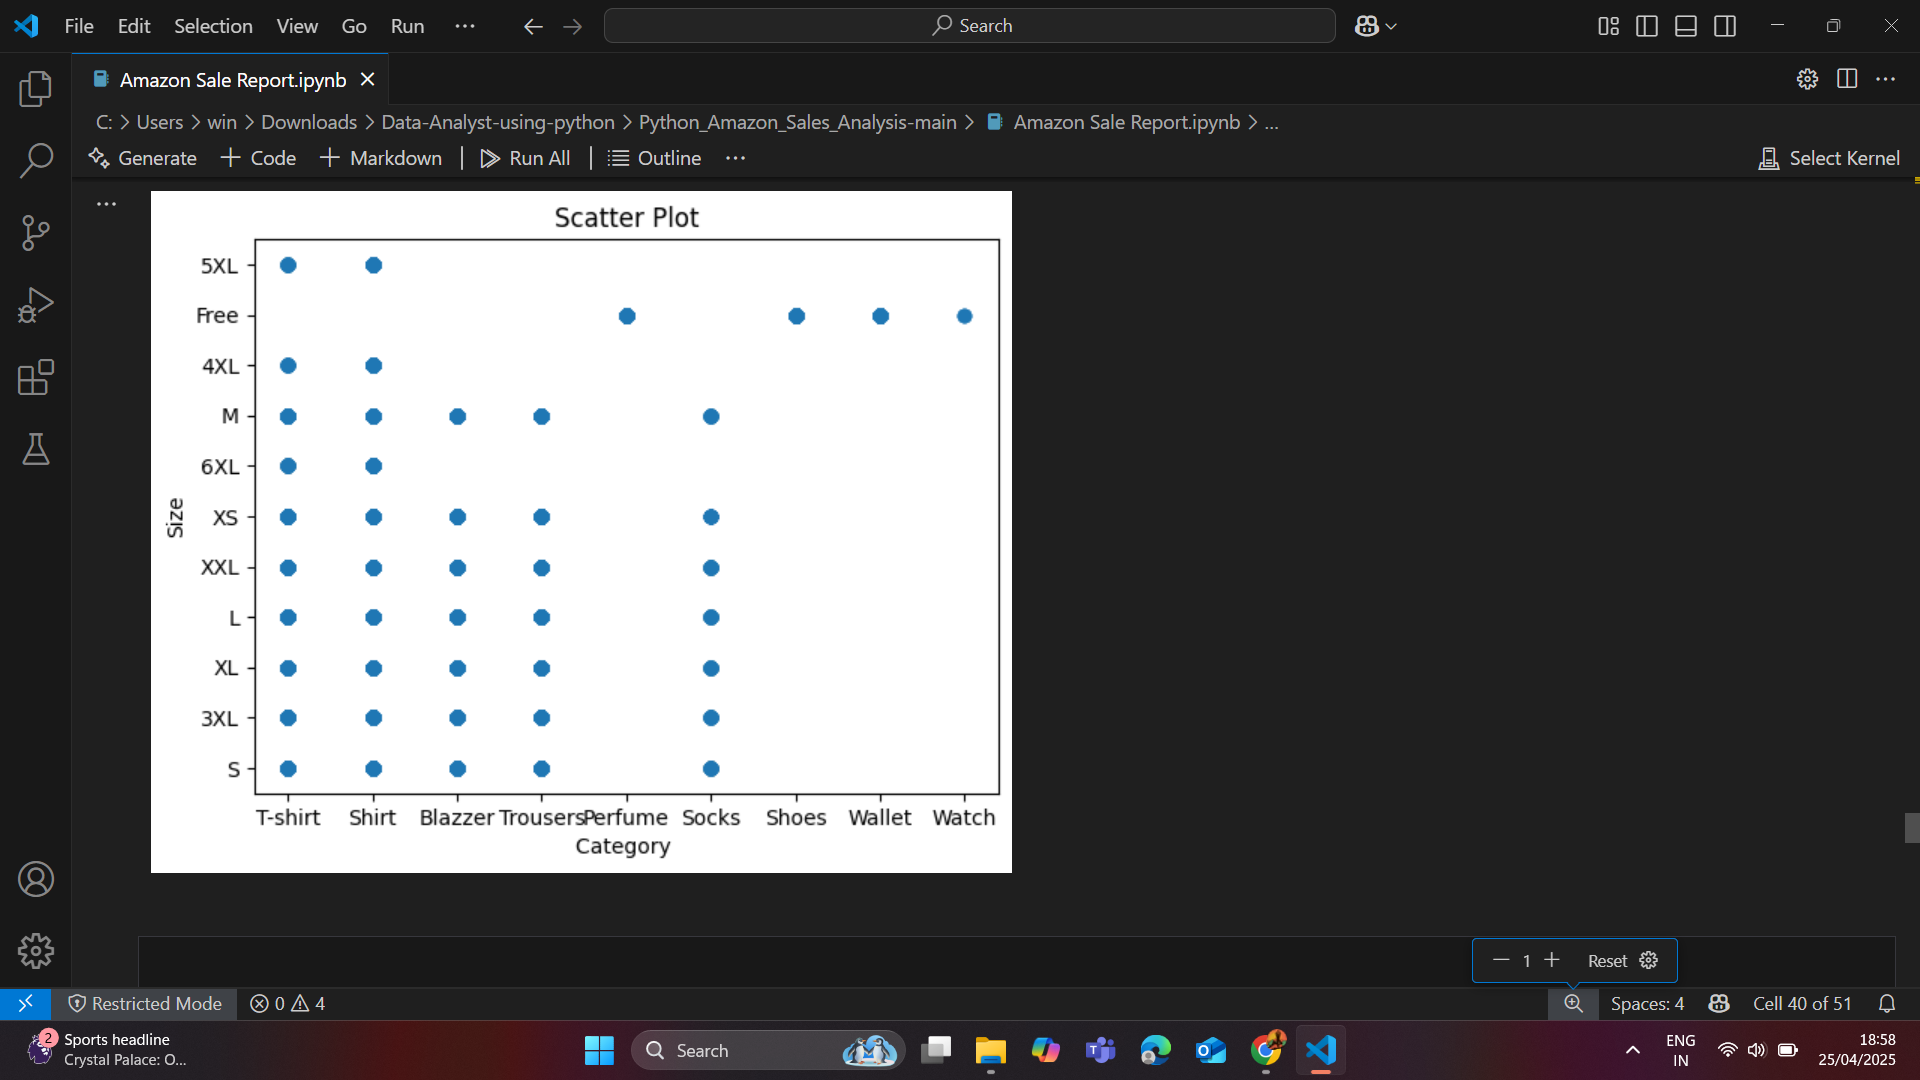 File Edit Selection View Go Run ··· Search
Amazon Sale Report.ipynb
C: > Users > win > Downloads > Data-Analyst-using-python > Python_Amazon_Sales_Analysis-main > Amazon Sale Report.ipynb > ...
Generate + Code + Markdown Run All Outline ··· Select Kernel
Scatter Plot
5XL
Free
4XL
M
6XL
XS
XXL
L
XL
3XL
S
Size
T-shirt Shirt Blazzer Trousers Perfume Socks Shoes Wallet Watch
Category
1 Reset
Restricted Mode 0 4 Spaces: 4 Cell 40 of 51
2 Sports headline
Crystal Palace: O...
Search
ENG
IN
18:58
25/04/2025